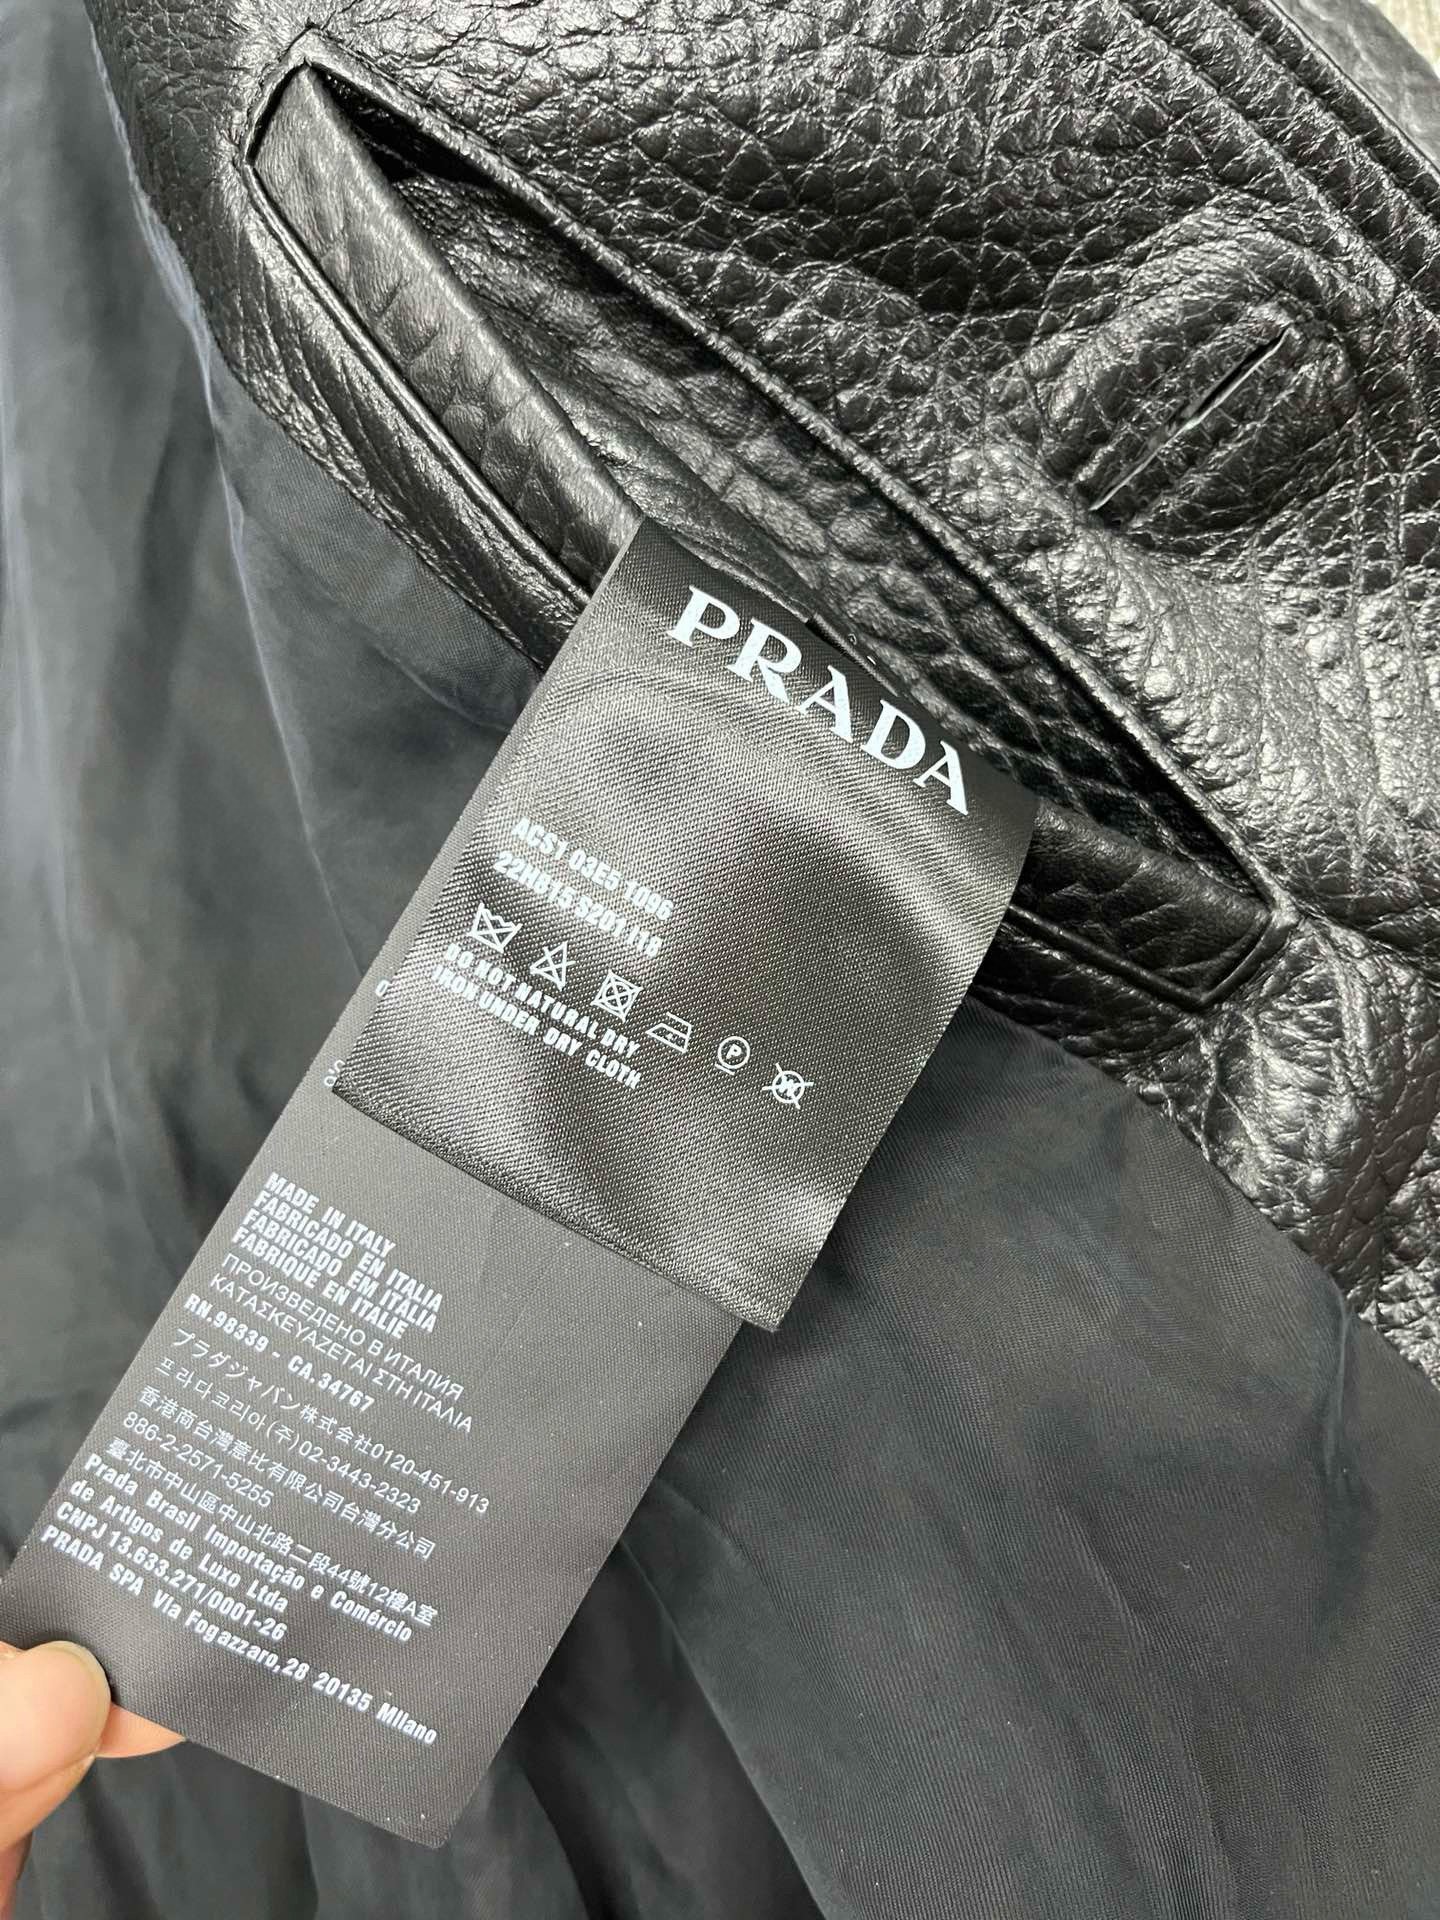 PRADA
ACS1 03E5 1096
22H615 S201 I18
P
W
DO NOT NATURAL DRY
IRON UNDER DRY CLOTH
MADE IN ITALY
FABRICADO EN ITALIA
FABRICADO EM ITÁLIA
FABRIQUÉ EN ITALIE
ПРОИЗВЕДЕНО В ИТАЛИЯ
ΚΑΤΑΣΚΕΥΑΖΕΤΑΙ ΣΤΗ ΙΤΑΛΙΑ
RN.98339 - CA.34767
プラダジャパン株式会社0120-451-913
프라다코리아(주)02-3443-2323
香港商台灣意比有限公司台灣分公司
886-2-2571-5255
臺北市中山區中山北路二段44號12樓A室
Prada Brasil Importação e Comércio
de Artigos de Luxo Ltda
CNPJ 13.633.271/0001-26
PRADA SPA Via Fogazzaro,28 20135 Milano